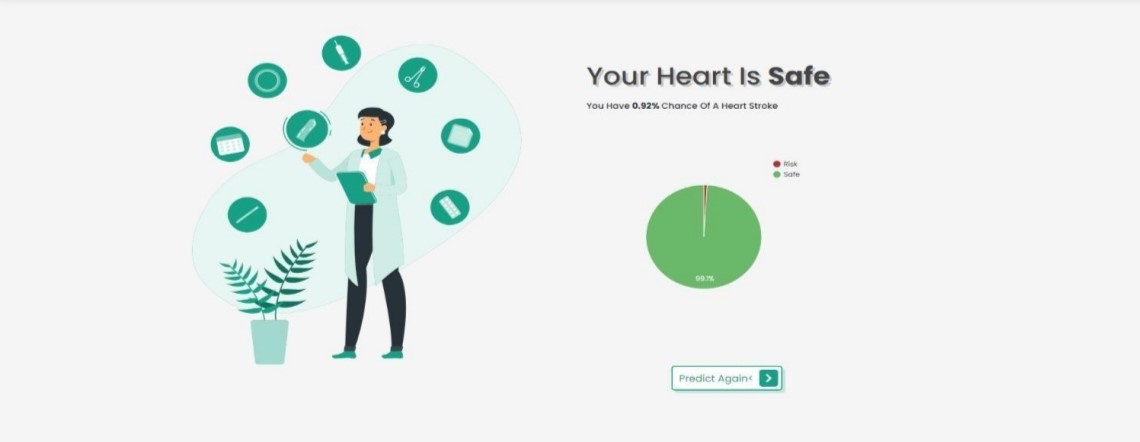 Your Heart Is Safe
You Have 0.92% Chance Of A Heart Stroke
Risk
Safe
99.1%
Predict Again<